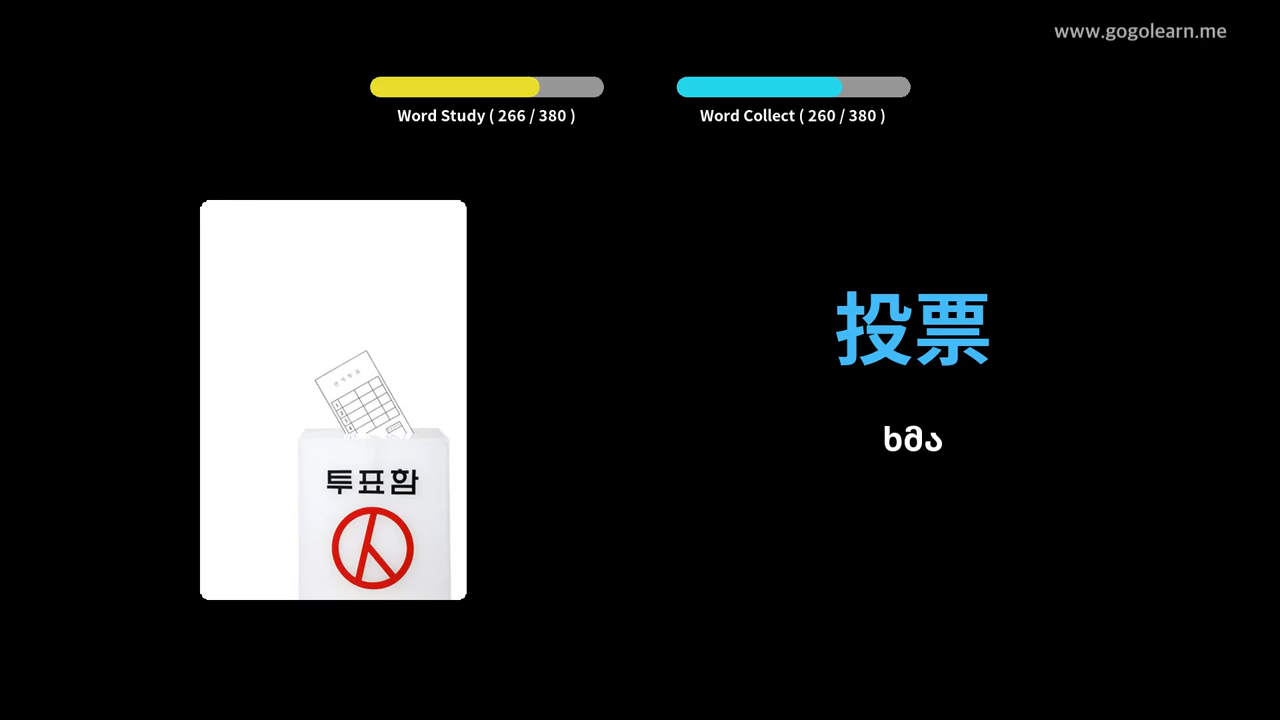 www.gogolearn.me
Word Study ( 266 / 380 )
Word Collect ( 260 / 380 )
投票
ხმა
투표함